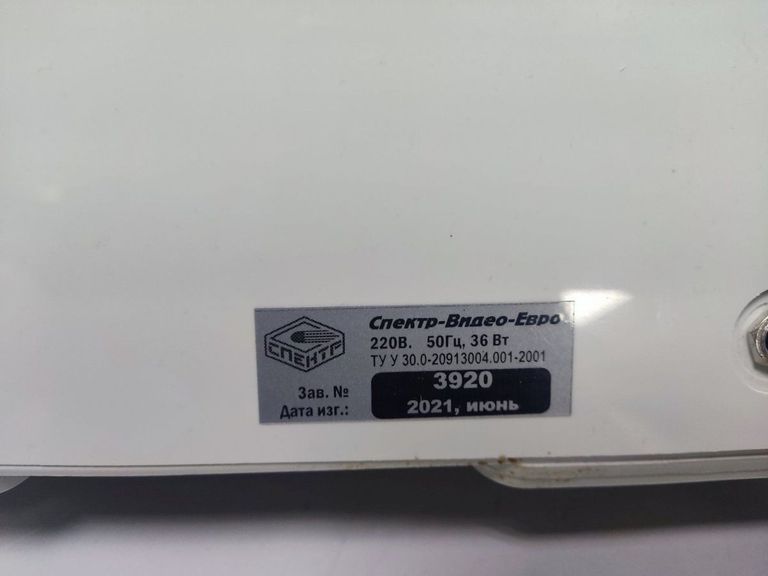 СПЕКТР
Спектр-Видео-Евро
220В. 50Гц, 36 Вт
ТУ У 30.0-20913004.001-2001
Зав. № 3920
Дата изг.: 2021, июнь